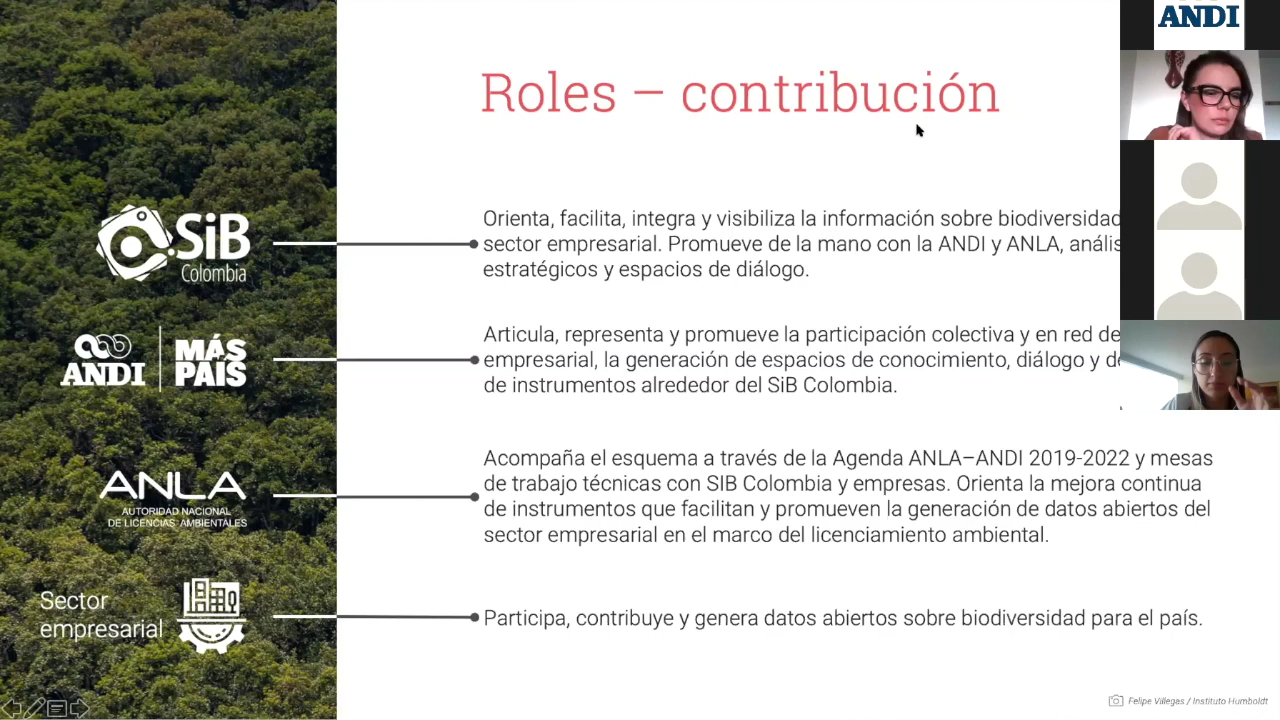 ANDI
Roles – contribución
SiB
Colombia
Orienta, facilita, integra y visibiliza la información sobre biodiversidad
sector empresarial. Promueve de la mano con la ANDI y ANLA,
estratégicos y espacios de diálogo.
ANDI
MÁS
PAÍS
Articula, representa y promueve la participación colectiva y en red de
empresarial, la generación de espacios de conocimiento, diálogo y
de instrumentos alrededor del SiB Colombia.
ANLA
AUTORIDAD NACIONAL
DE LICENCIAS AMBIENTALES
Acompaña el esquema a través de la Agenda ANLA–ANDI 2019-2022 y mesas
de trabajo técnicas con SIB Colombia y empresas. Orienta la mejora continua
de instrumentos que facilitan y promueven la generación de datos abiertos del
sector empresarial en el marco del licenciamiento ambiental.
Sector
empresarial
Participa, contribuye y genera datos abiertos sobre biodiversidad para el país.
Felipe Villegas / Instituto Humboldt